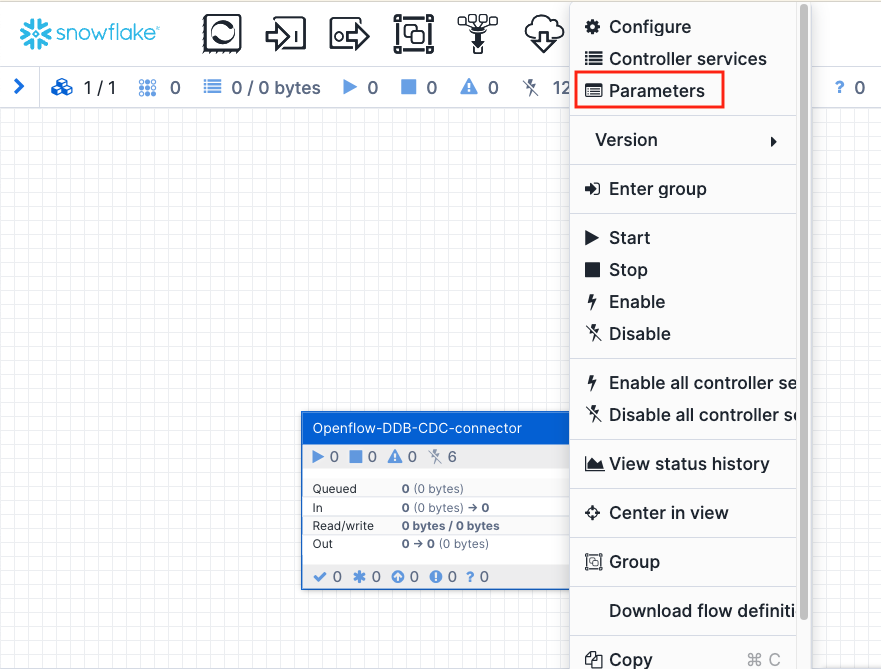 snowflake
1 / 1 0 0 / 0 bytes 0 0 0 12 ? 0
Configure
Controller services
Parameters
Version
Enter group
Start
Stop
Enable
Disable
Enable all controller se
Disable all controller se
View status history
Center in view
Group
Download flow definiti
Copy ⌘ C
Openflow-DDB-CDC-connector
0 0 0 6
Queued 0 (0 bytes)
In 0 (0 bytes) → 0
Read/write 0 bytes / 0 bytes
Out 0 → 0 (0 bytes)
0 0 0 0 ? 0